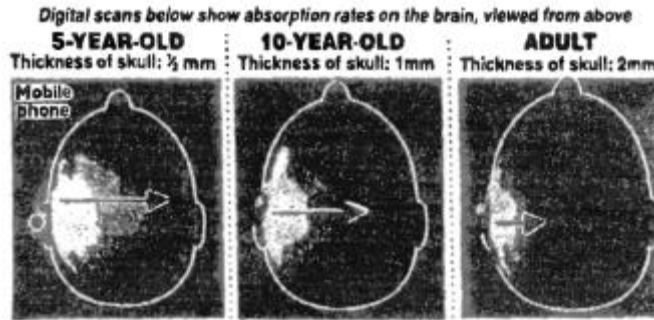 Digital scans below show absorption rates on the brain, viewed from above
5-YEAR-OLD
Thickness of skull: ½ mm
10-YEAR-OLD
Thickness of skull: 1mm
ADULT
Thickness of skull: 2mm
Mobile
phone